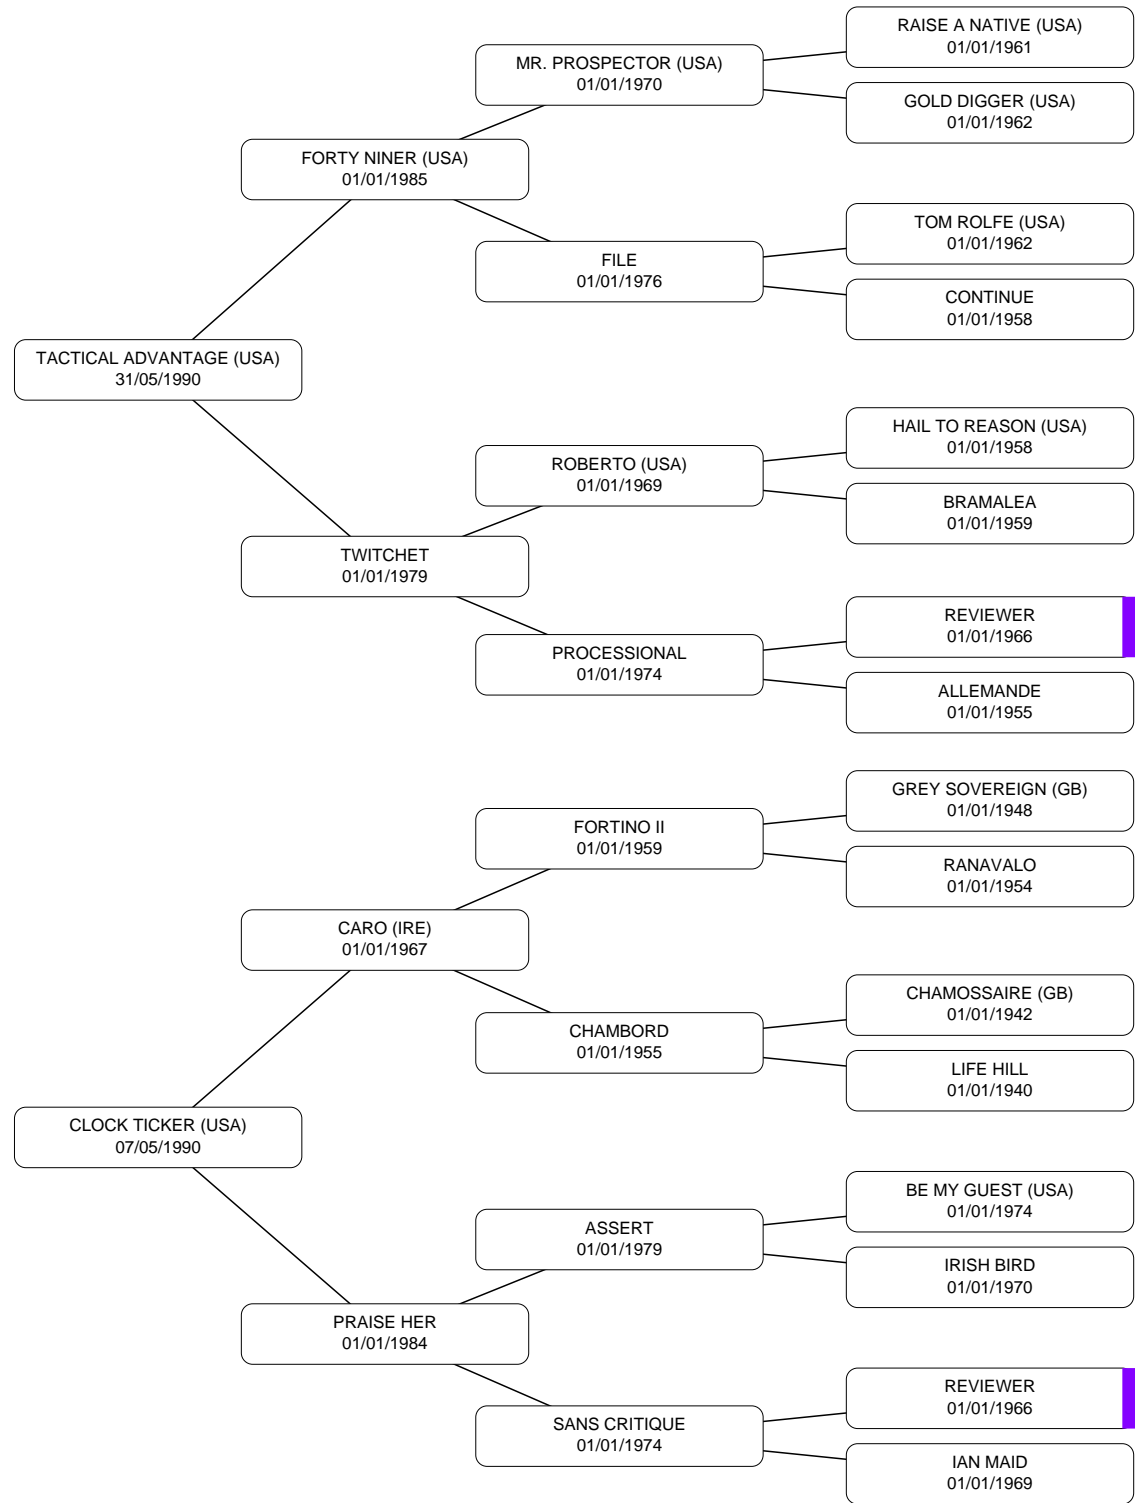 RAISE A NATIVE (USA)
01/01/1961
MR. PROSPECTOR (USA)
01/01/1970
GOLD DIGGER (USA)
01/01/1962
FORTY NINER (USA)
01/01/1985
TOM ROLFE (USA)
01/01/1962
FILE
01/01/1976
CONTINUE
01/01/1958
TACTICAL ADVANTAGE (USA)
31/05/1990
HAIL TO REASON (USA)
01/01/1958
ROBERTO (USA)
01/01/1969
BRAMALEA
01/01/1959
TWITCHET
01/01/1979
REVIEWER
01/01/1966
PROCESSIONAL
01/01/1974
ALLEMANDE
01/01/1955
GREY SOVEREIGN (GB)
01/01/1948
FORTINO II
01/01/1959
RANAVALO
01/01/1954
CARO (IRE)
01/01/1967
CHAMOSSAIRE (GB)
01/01/1942
CHAMBORD
01/01/1955
LIFE HILL
01/01/1940
CLOCK TICKER (USA)
07/05/1990
BE MY GUEST (USA)
01/01/1974
ASSERT
01/01/1979
IRISH BIRD
01/01/1970
PRAISE HER
01/01/1984
REVIEWER
01/01/1966
SANS CRITIQUE
01/01/1974
IAN MAID
01/01/1969